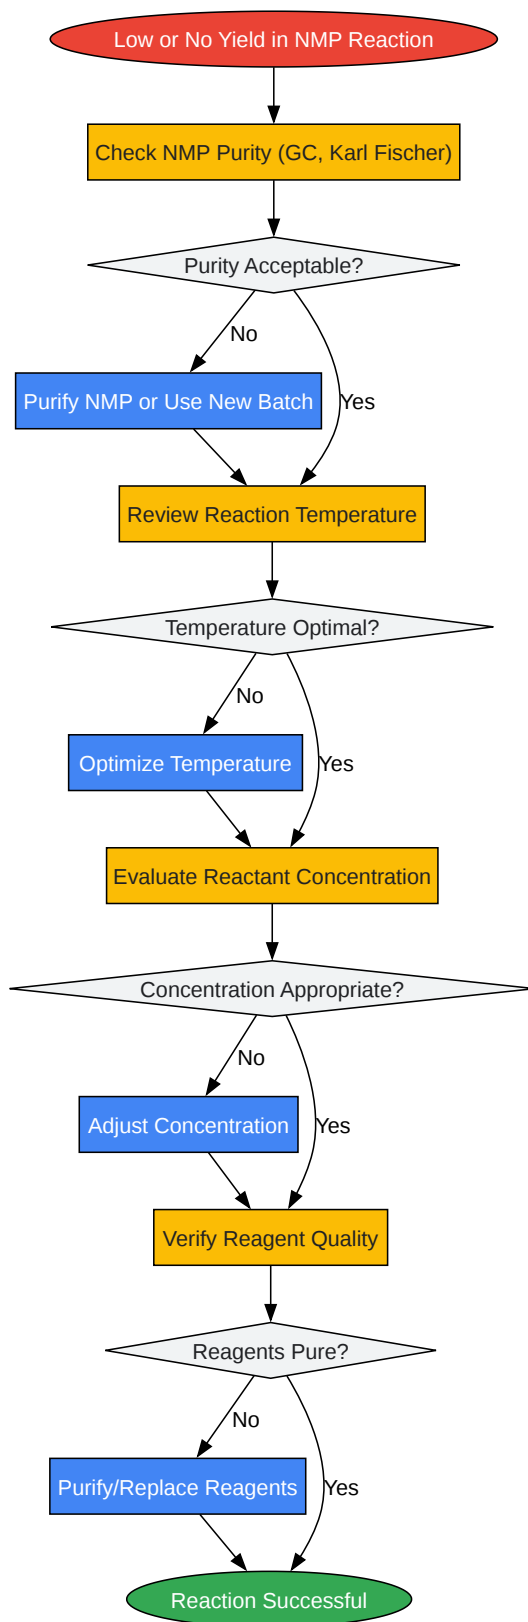 Low or No Yield in NMP Reaction
Check NMP Purity (GC, Karl Fischer)
Purity Acceptable?
No
Purify NMP or Use New Batch
Yes
Review Reaction Temperature
Temperature Optimal?
No
Optimize Temperature
Yes
Evaluate Reactant Concentration
Concentration Appropriate?
No
Adjust Concentration
Yes
Verify Reagent Quality
Reagents Pure?
No
Purify/Replace Reagents
Yes
Reaction Successful